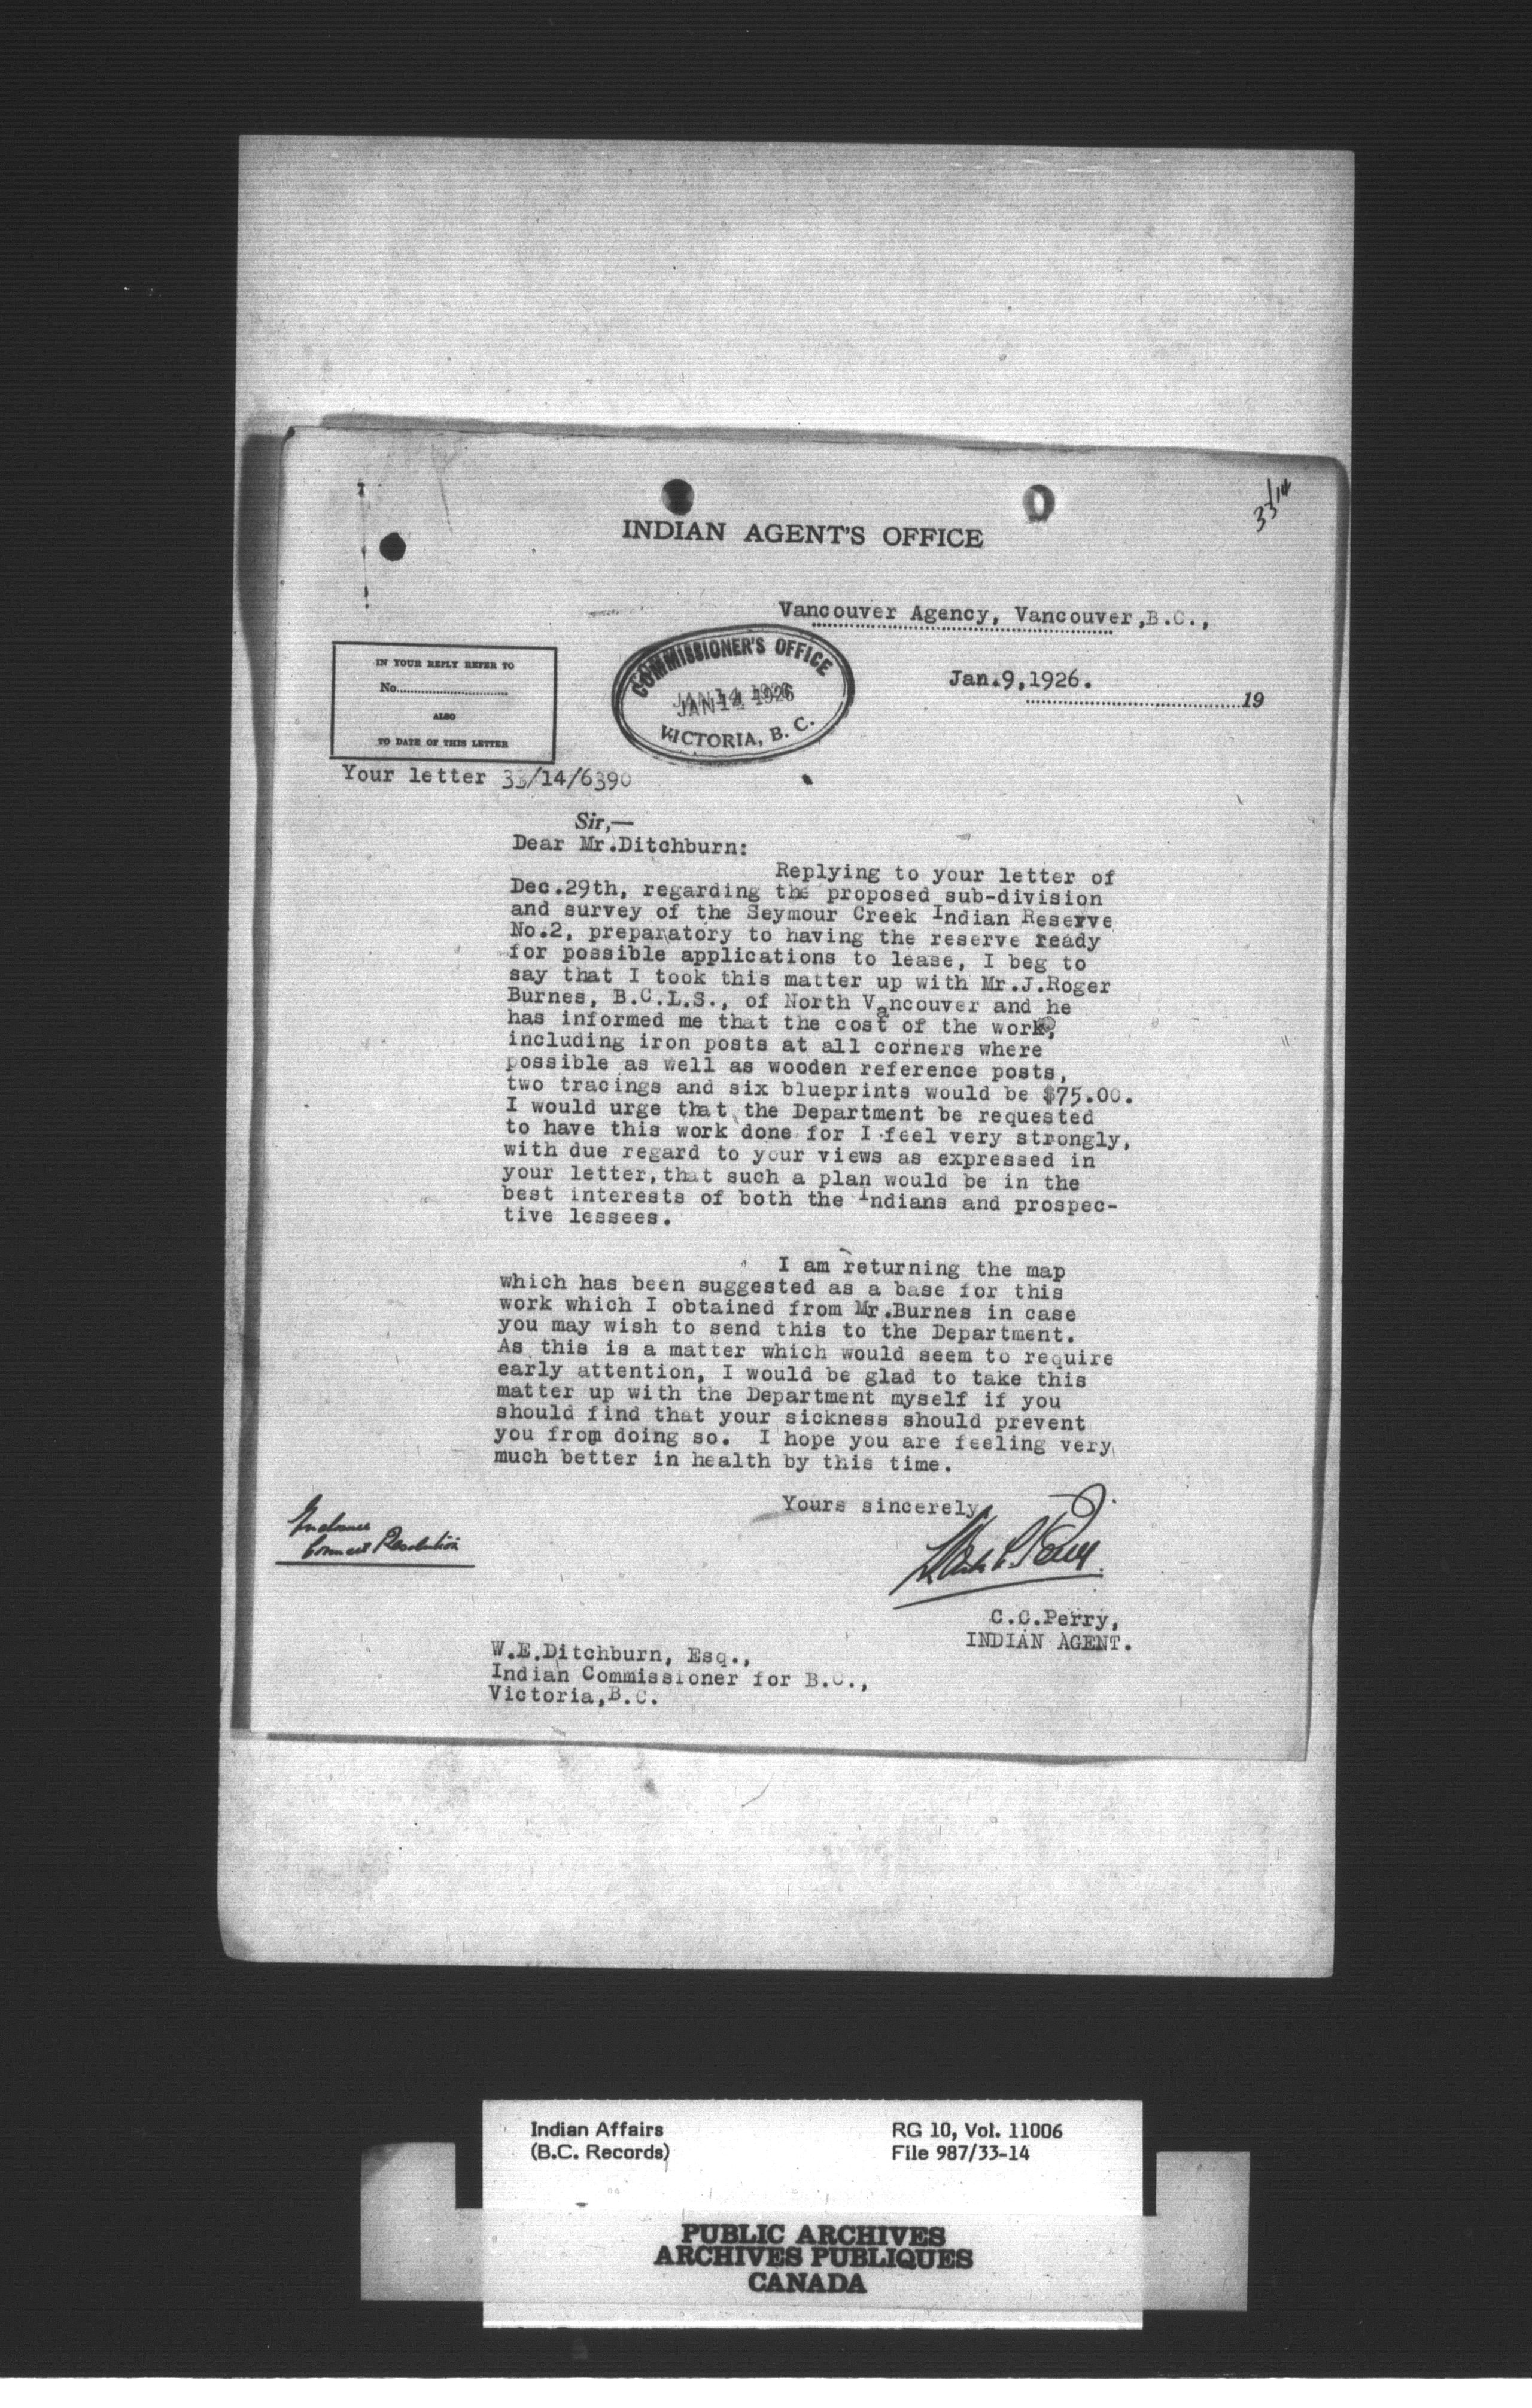 33/14
INDIAN AGENT'S OFFICE
Vancouver Agency, Vancouver,B.C.,
COMMISSIONER'S OFFICE
JAN 14 1926
VICTORIA, B. C.
Jan.9,1926.
19
IN YOUR REPLY REFER TO
No.
ALSO
TO DATE OF THIS LETTER
Your letter 33/14/6390
Sir,—
Dear Mr.Ditchburn:
Replying to your letter of
Dec.29th, regarding the proposed sub-division
and survey of the Seymour Creek Indian Reserve
No.2, preparatory to having the reserve ready
for possible applications to lease, I beg to
say that I took this matter up with Mr.J.Roger
Burnes, B.C.L.S., of North Vancouver and he
has informed me that the cost of the work,
including iron posts at all corners where
possible as well as wooden reference posts,
two tracings and six blueprints would be $75.00.
I would urge that the Department be requested
to have this work done for I feel very strongly,
with due regard to your views as expressed in
your letter,that such a plan would be in the
best interests of both the Indians and prospec-
tive lessees.
I am returning the map
which has been suggested as a base for this
work which I obtained from Mr.Burnes in case
you may wish to send this to the Department.
As this is a matter which would seem to require
early attention, I would be glad to take this
matter up with the Department myself if you
should find that your sickness should prevent
you from doing so. I hope you are feeling very
much better in health by this time.
Yours sincerely
Resolution
C.C.Perry,
INDIAN AGENT.
W.E.Ditchburn, Esq.,
Indian Commissioner for B.C.,
Victoria,B.C.
Indian Affairs
(B.C. Records)
RG 10, Vol. 11006
File 987/33-14
PUBLIC ARCHIVES
ARCHIVES PUBLIQUES
CANADA